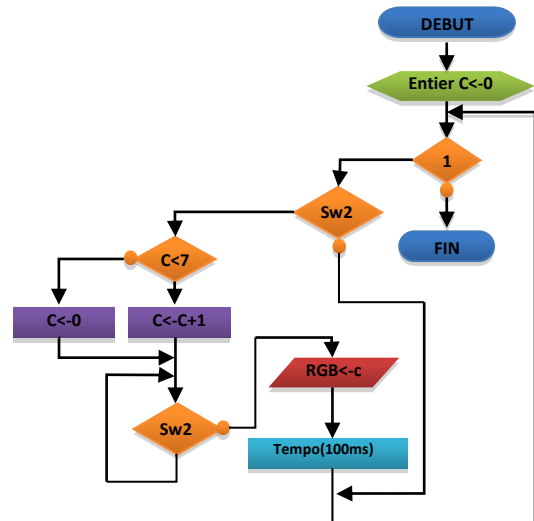 DEBUT
Entier C<-0
1
Sw2
FIN
C<7
C<-0
C<-C+1
RGB<-c
Sw2
Tempo(100ms)